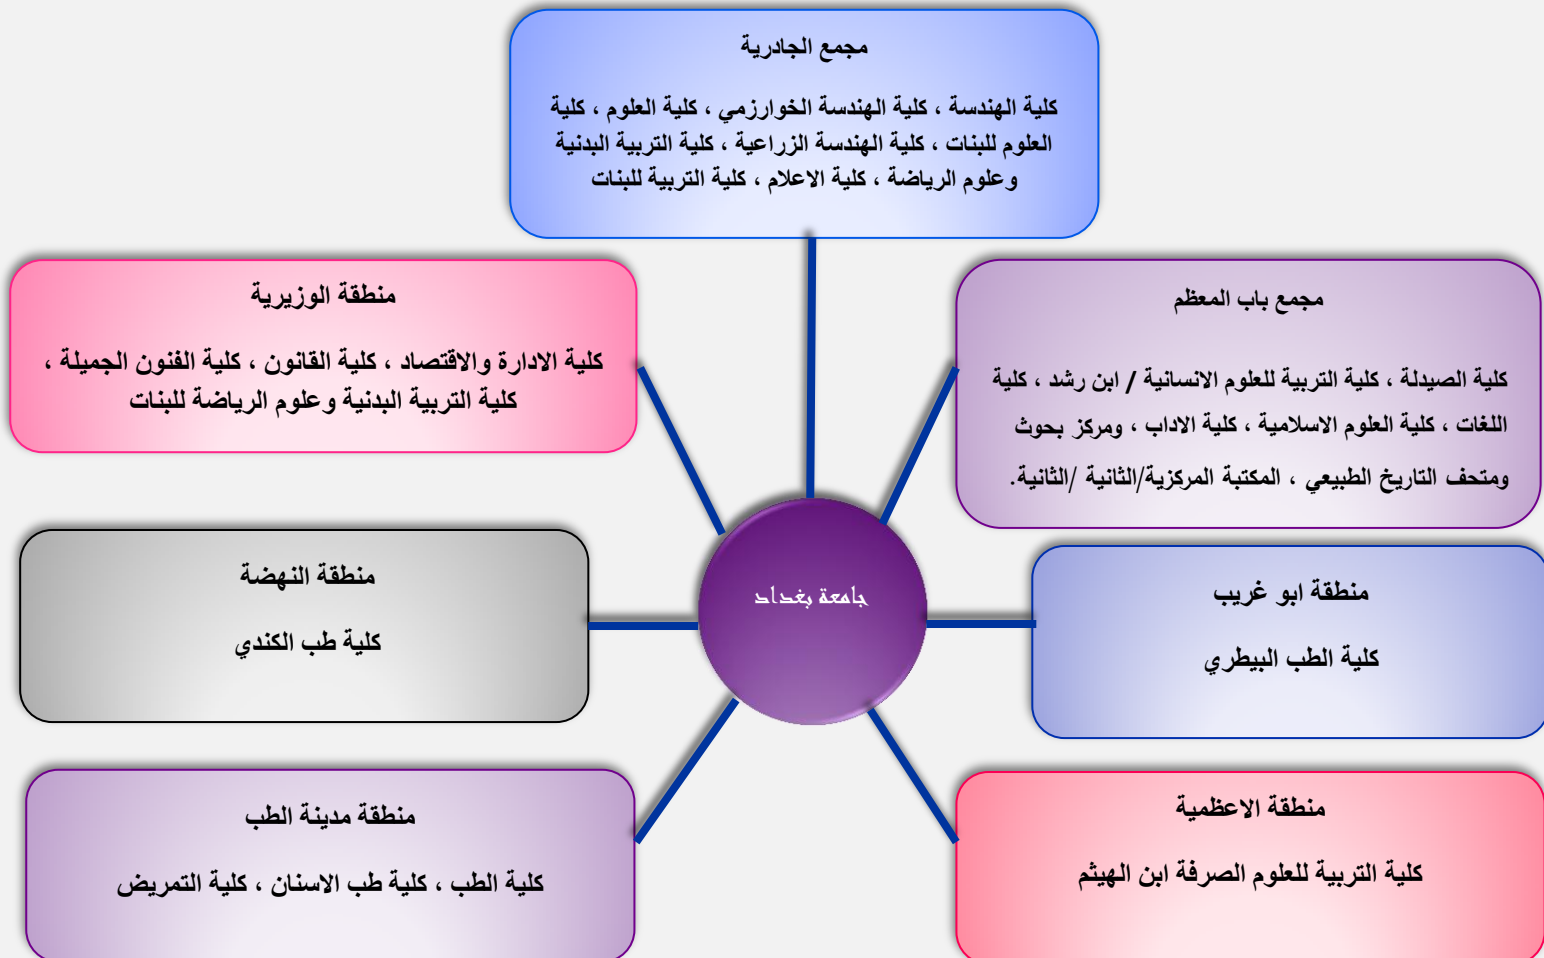 مجمع الجادرية
كلية الهندسة ، كلية الهندسة الخوارزمي ، كلية العلوم ، كلية
العلوم للبنات ، كلية الهندسة الزراعية ، كلية التربية البدنية
وعلوم الرياضة ، كلية الاعلام ، كلية التربية للبنات
مجمع باب المعظم
كلية الصيدلة ، كلية التربية للعلوم الانسانية / ابن رشد ، كلية
اللغات ، كلية العلوم الاسلامية ، كلية الاداب ، ومركز بحوث
ومتحف التاريخ الطبيعي ، المكتبة المركزية/الثانية /الثانية.
منطقة الوزيرية
كلية الادارة والاقتصاد ، كلية القانون ، كلية الفنون الجميلة ،
كلية التربية البدنية وعلوم الرياضة للبنات
جامعة بغداد
منطقة ابو غريب
كلية الطب البيطري
منطقة النهضة
كلية طب الكندي
منطقة الاعظمية
كلية التربية للعلوم الصرفة ابن الهيثم
منطقة مدينة الطب
كلية الطب ، كلية طب الاسنان ، كلية التمريض